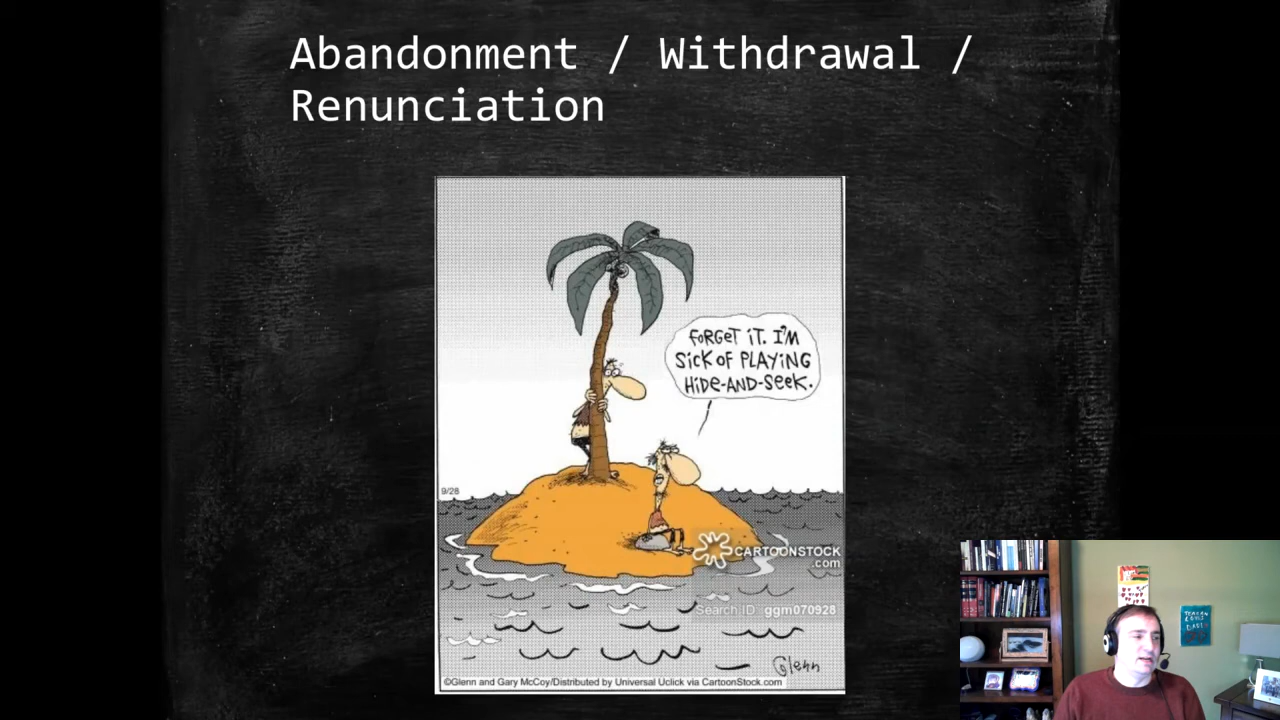 Abandonment / Withdrawal /
Renunciation
FORGET IT. I'M
SICK OF PLAYING
HIDE-AND-SEEK.
9/28
CARTOONSTOCK
.com
Search ID: ggm070928
Glenn
©Glenn and Gary McCoy/Distributed by Universal Uclick via CartoonStock.com